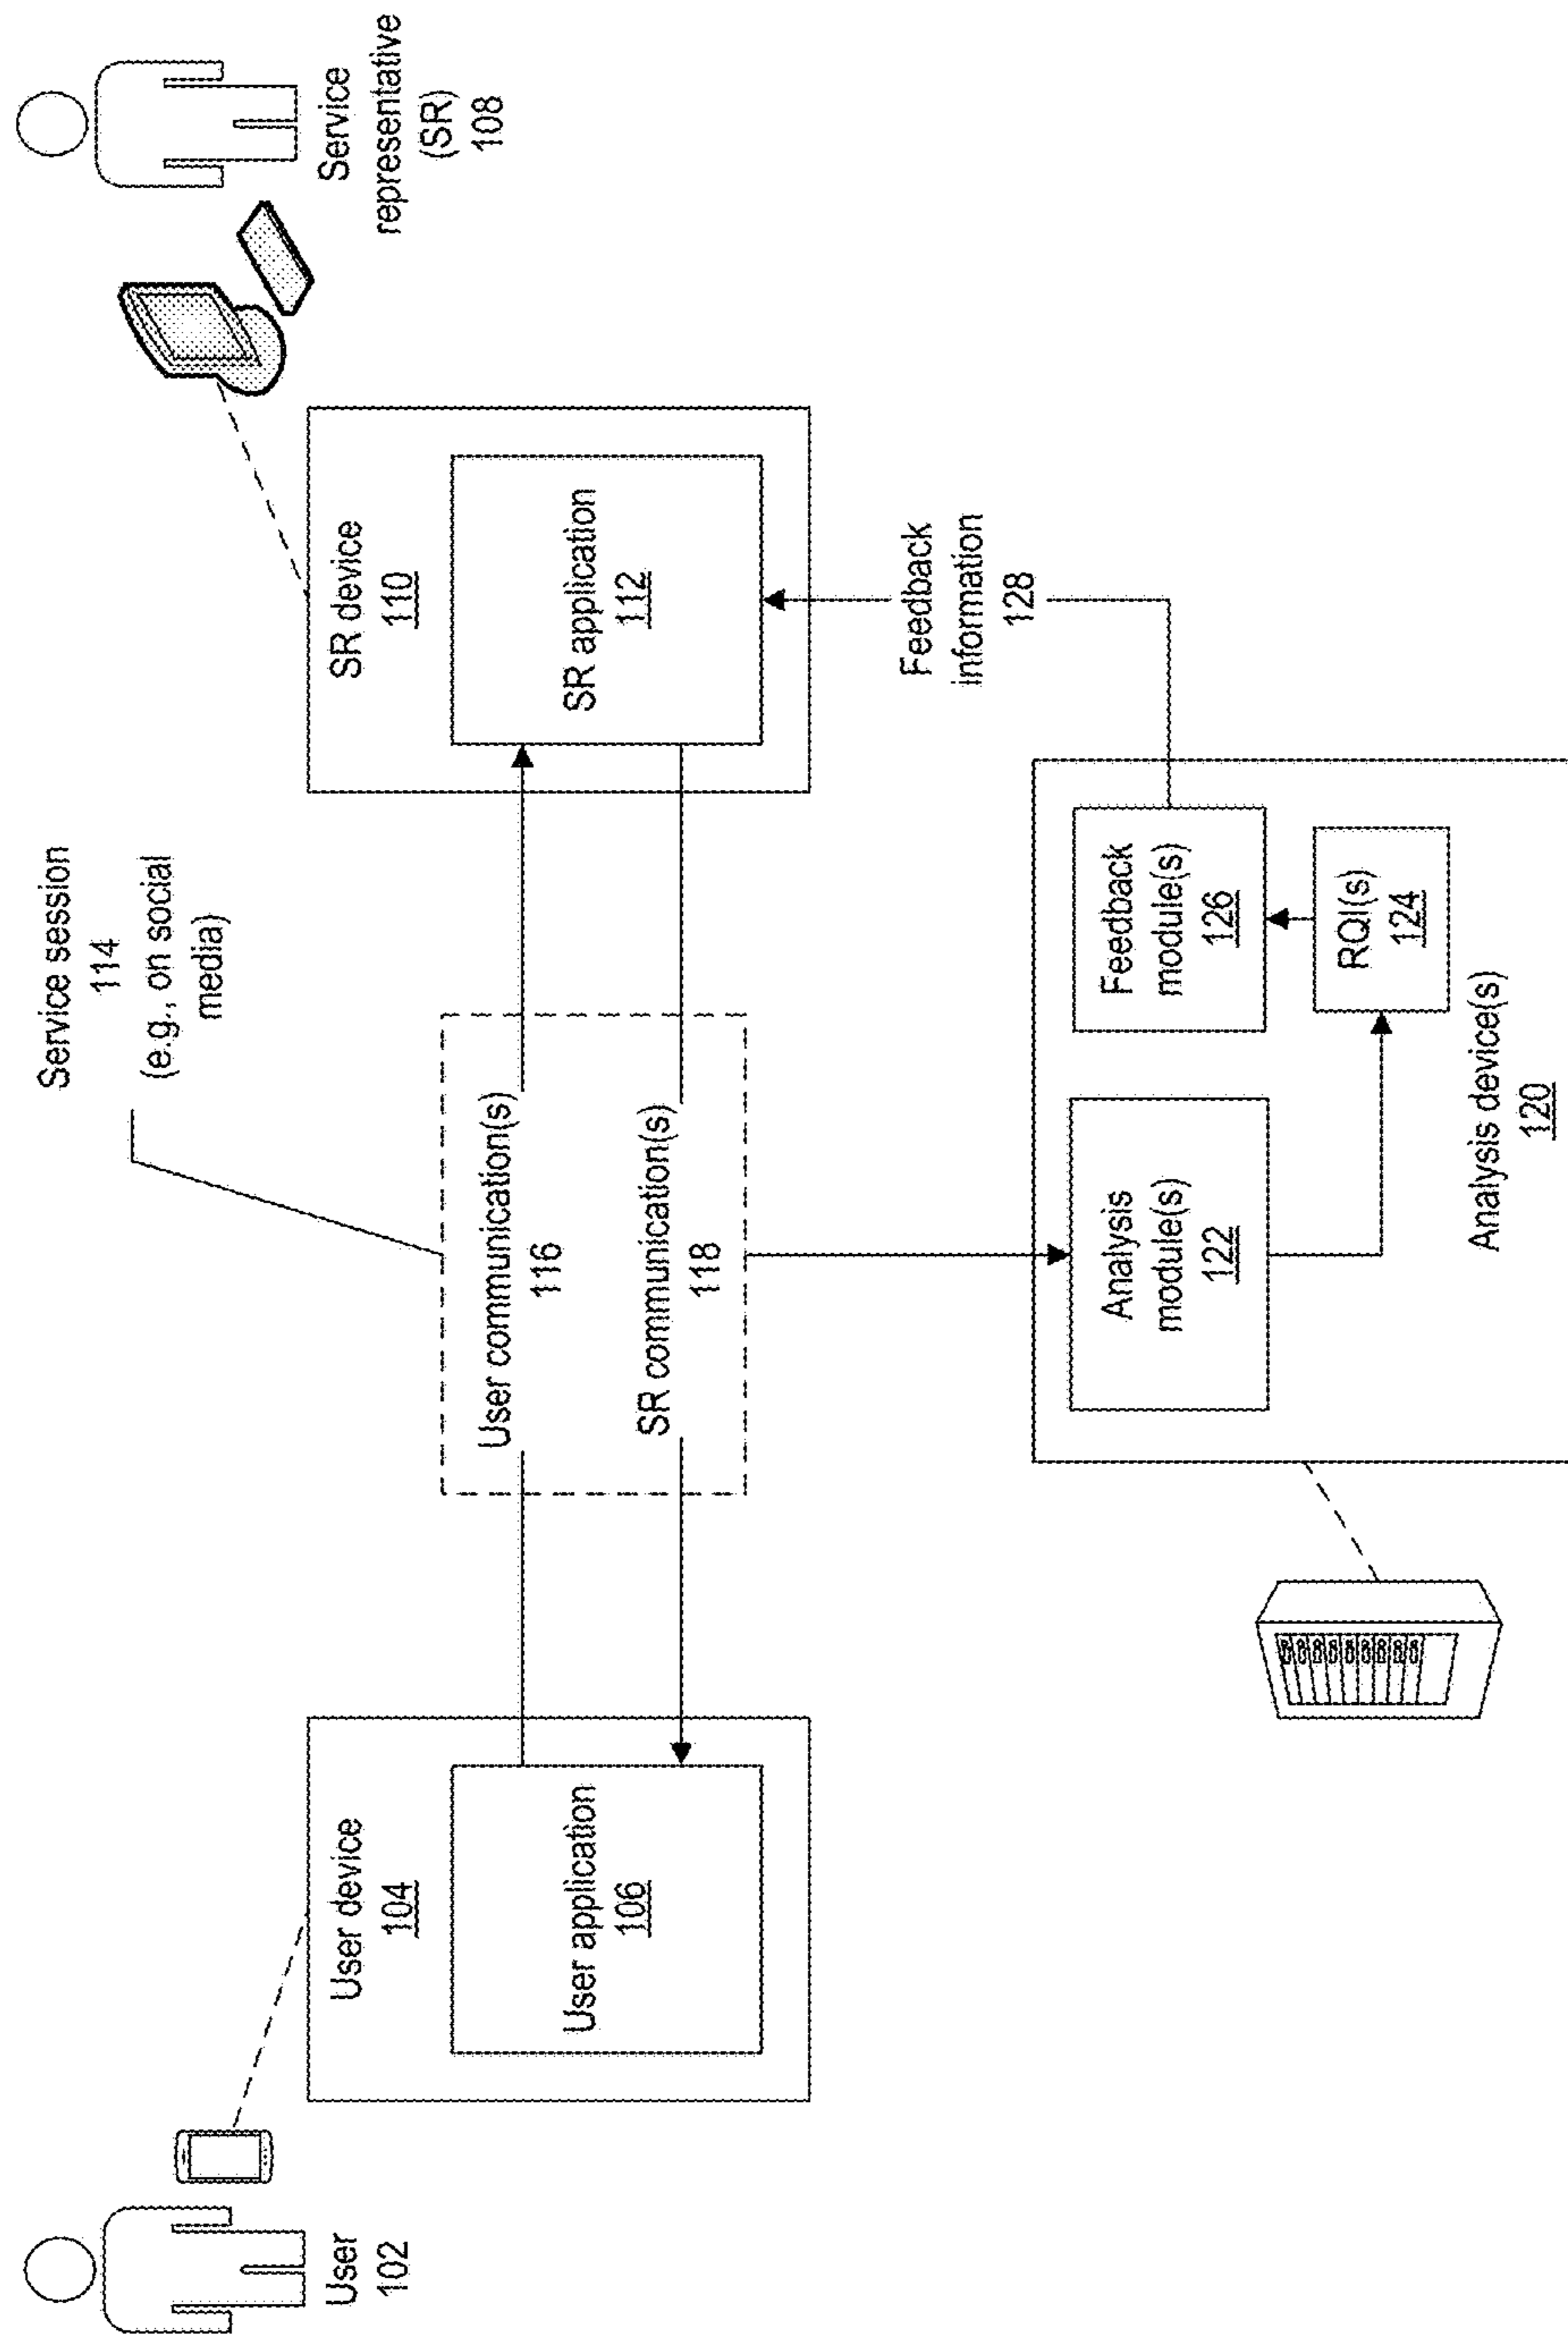 User
102
User device
104
User application
106
Service session
114
(e.g., on social
media)
User communication(s)
116
SR communication(s)
118
SR device
110
SR application
112
Service
representative
(SR)
108
Feedback
information
128
Analysis
module(s)
122
Feedback
module(s)
126
RQI(s)
124
Analysis device(s)
120